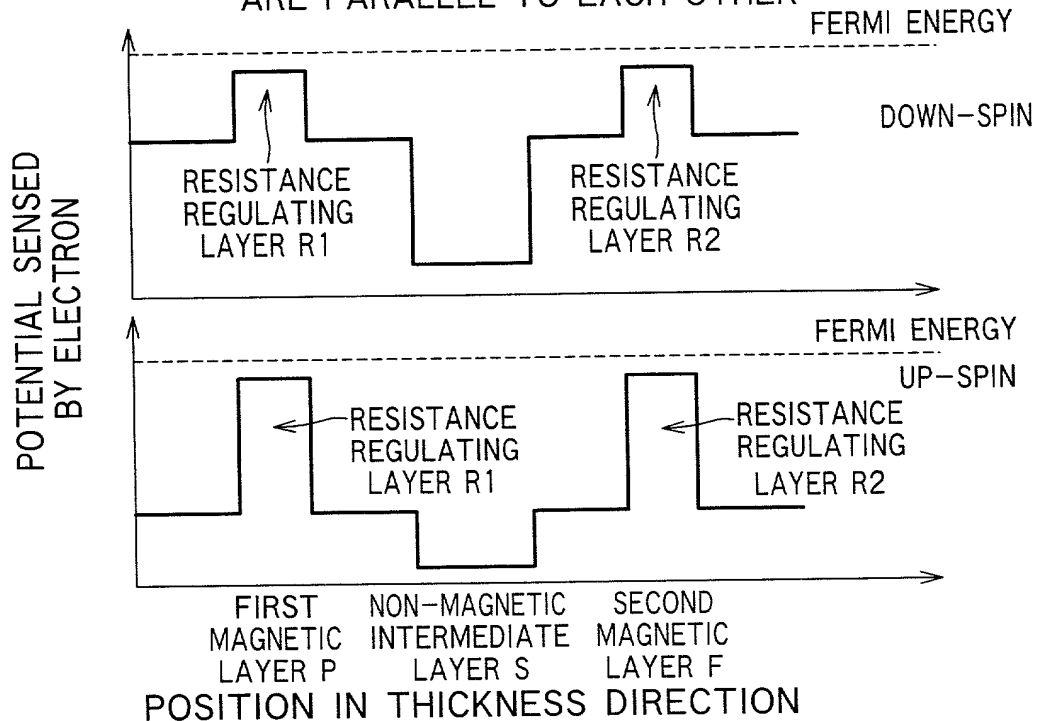 ARE PARALLEL TO EACH OTHER
FERMI ENERGY
DOWN-SPIN
RESISTANCE
REGULATING
LAYER R1
RESISTANCE
REGULATING
LAYER R2
POTENTIAL SENSED
BY ELECTRON
FERMI ENERGY
UP-SPIN
RESISTANCE
REGULATING
LAYER R1
RESISTANCE
REGULATING
LAYER R2
FIRST
MAGNETIC
LAYER P
NON-MAGNETIC
INTERMEDIATE
LAYER S
SECOND
MAGNETIC
LAYER F
POSITION IN THICKNESS DIRECTION